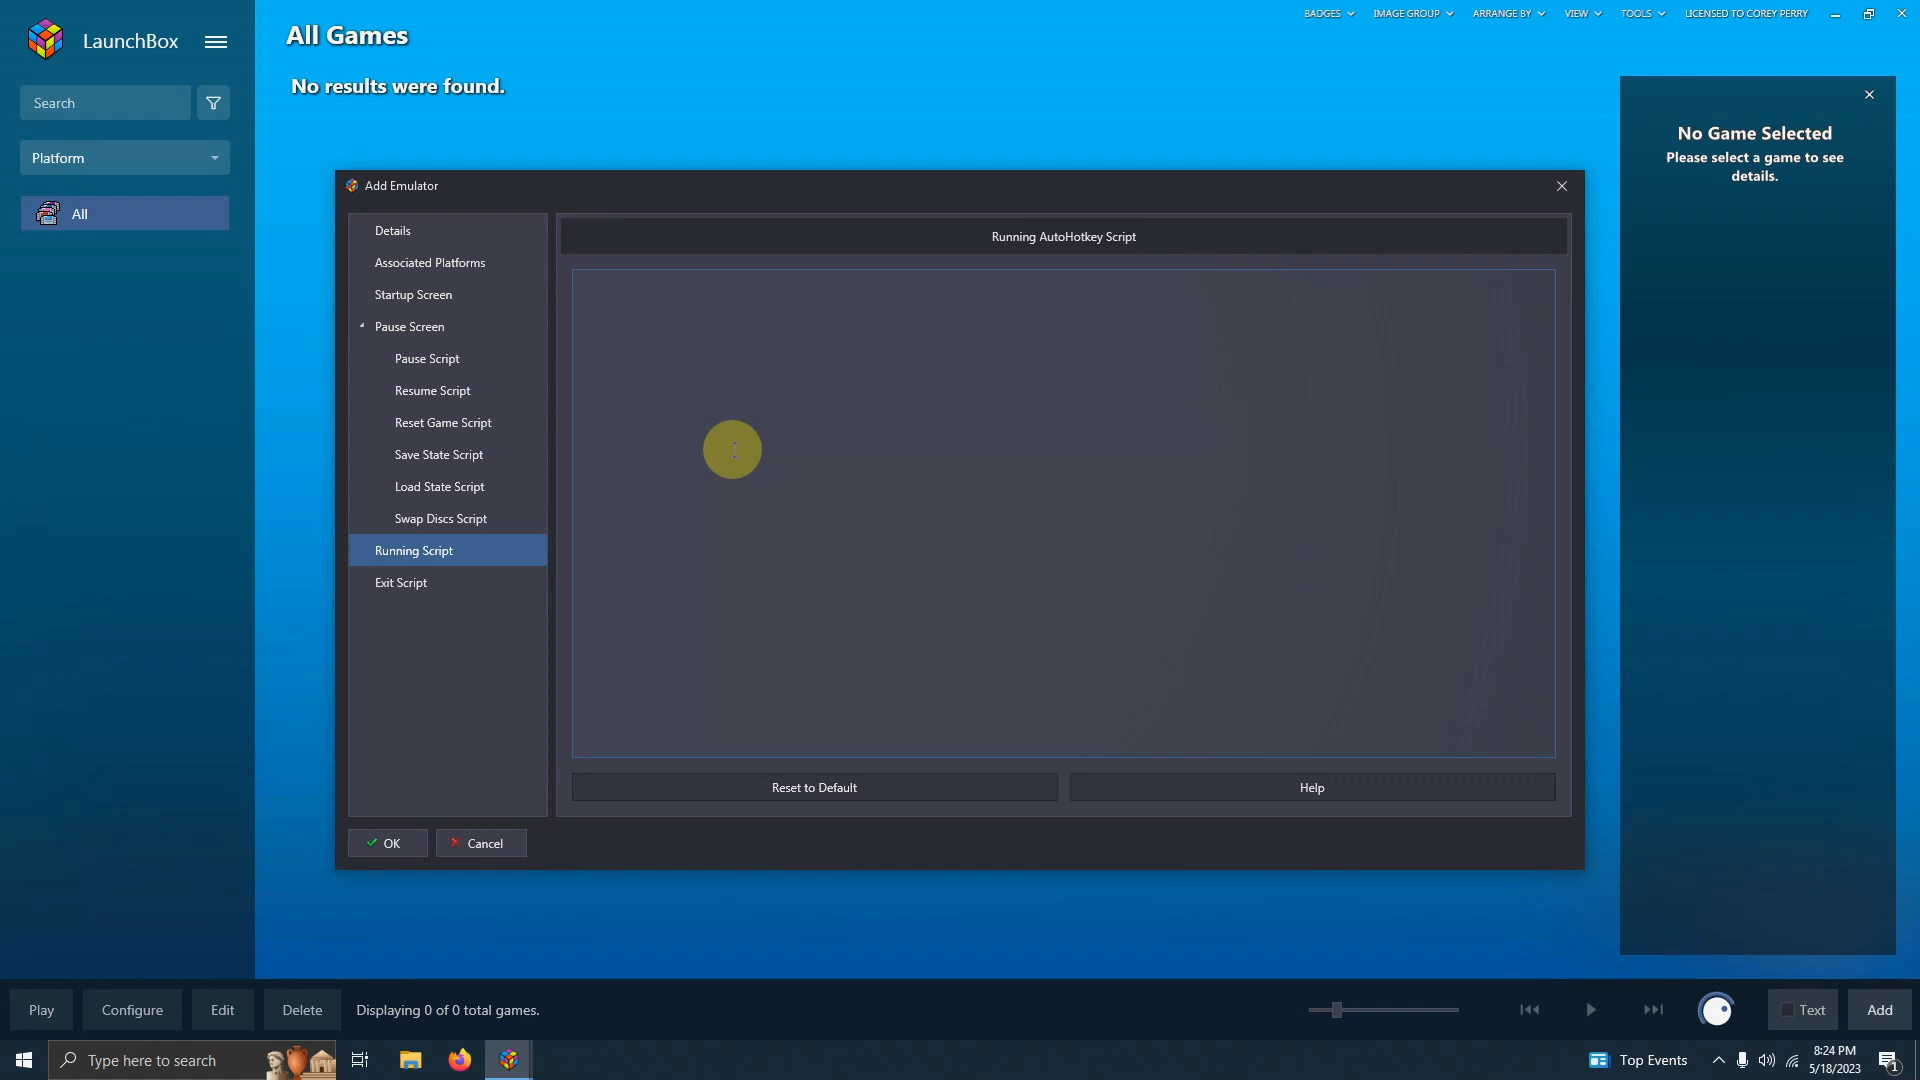 LaunchBox
Search
Platform
All
All Games
No results were found.
BADGES
IMAGE GROUP
ARRANGE BY
VIEW
TOOLS
LICENSED TO COREY PERRY
No Game Selected
Please select a game to see
details.
Add Emulator
Details
Associated Platforms
Startup Screen
Pause Screen
Pause Script
Resume Script
Reset Game Script
Save State Script
Load State Script
Swap Discs Script
Running Script
Exit Script
Running AutoHotkey Script
Reset to Default
Help
OK
Cancel
Play
Configure
Edit
Delete
Displaying 0 of 0 total games.
Text
Add
Type here to search
Top Events
8:24 PM
5/18/2023
1